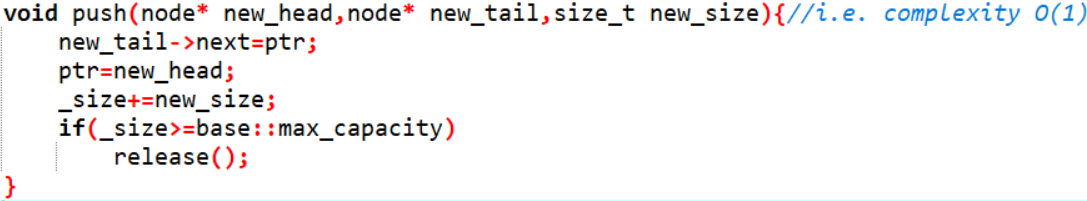 void push(node* new_head,node* new_tail,size_t new_size){//i.e. complexity O(1)
    new_tail->next=ptr;
    ptr=new_head;
    _size+=new_size;
    if(_size>=base::max_capacity)
        release();
}